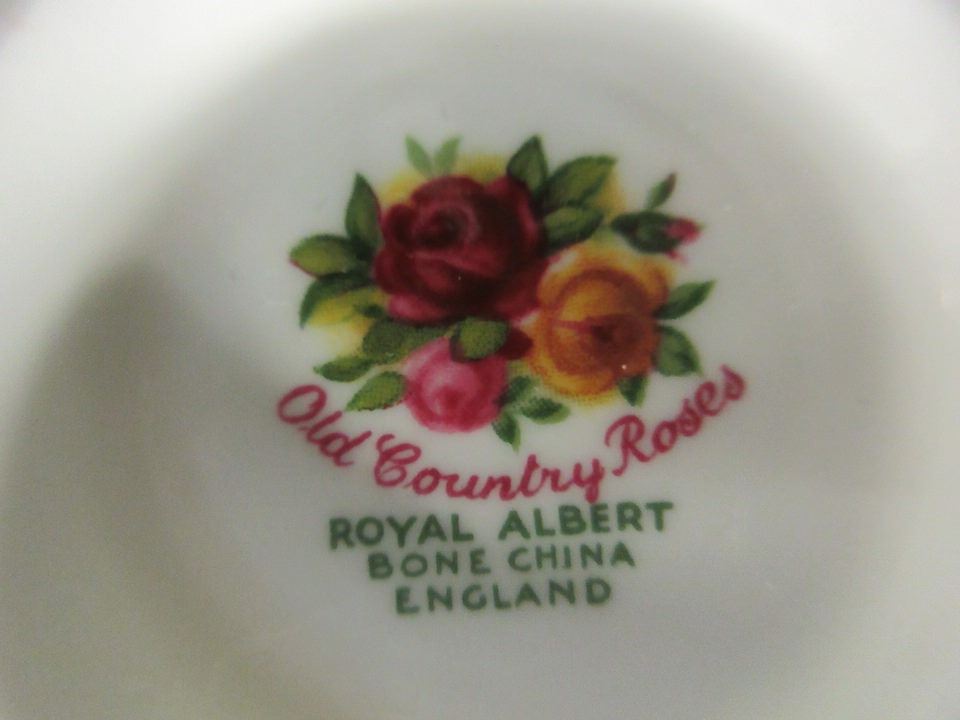 Old Country Roses
ROYAL ALBERT
BONE CHINA
ENGLAND